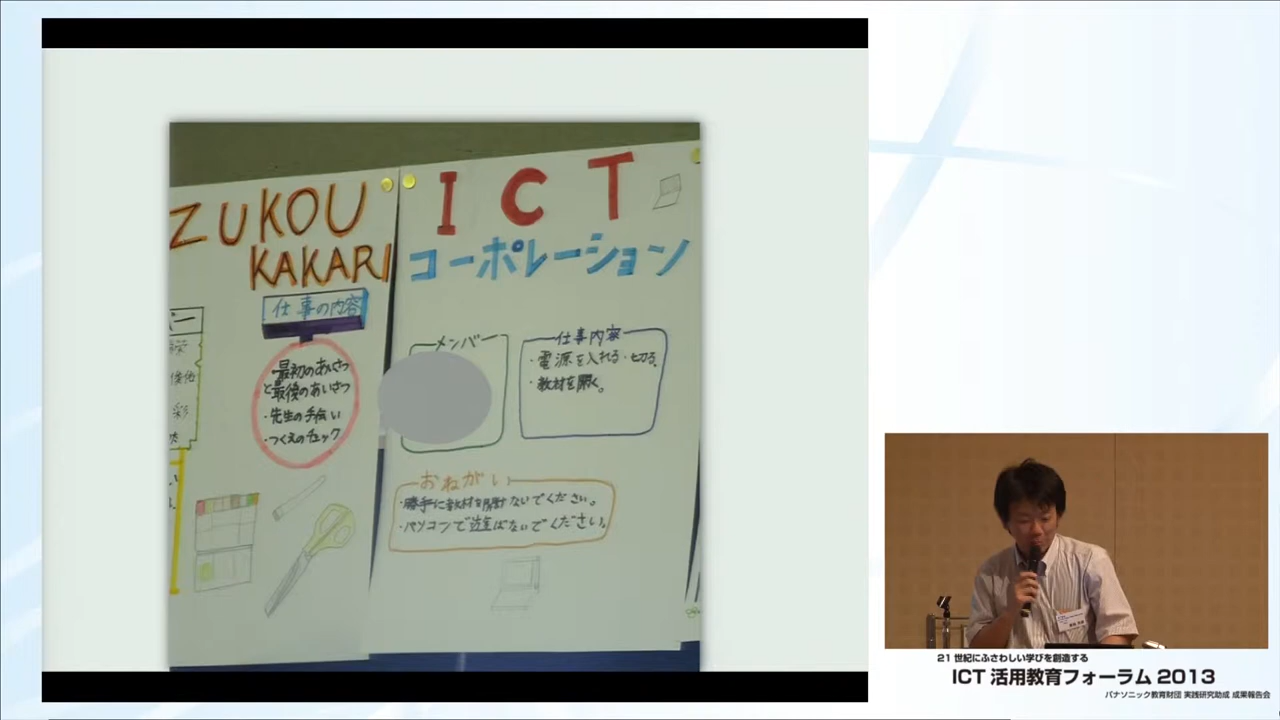 ZUKOU
KAKARI
仕事の内容
・最初のあいさつ
と最後のあいさつ
・先生の手伝い
・つくえのチェック
ICT
コーポレーション
メンバー
仕事内容
・電源を入れる・切る。
・教材を開く。
おねがい
・勝手に教材を開けないでください。
・パソコンで遊ばないでください。
21世紀にふさわしい学びを創造する
ICT活用教育フォーラム2013
パナソニック教育財団 実践研究助成 成果報告会